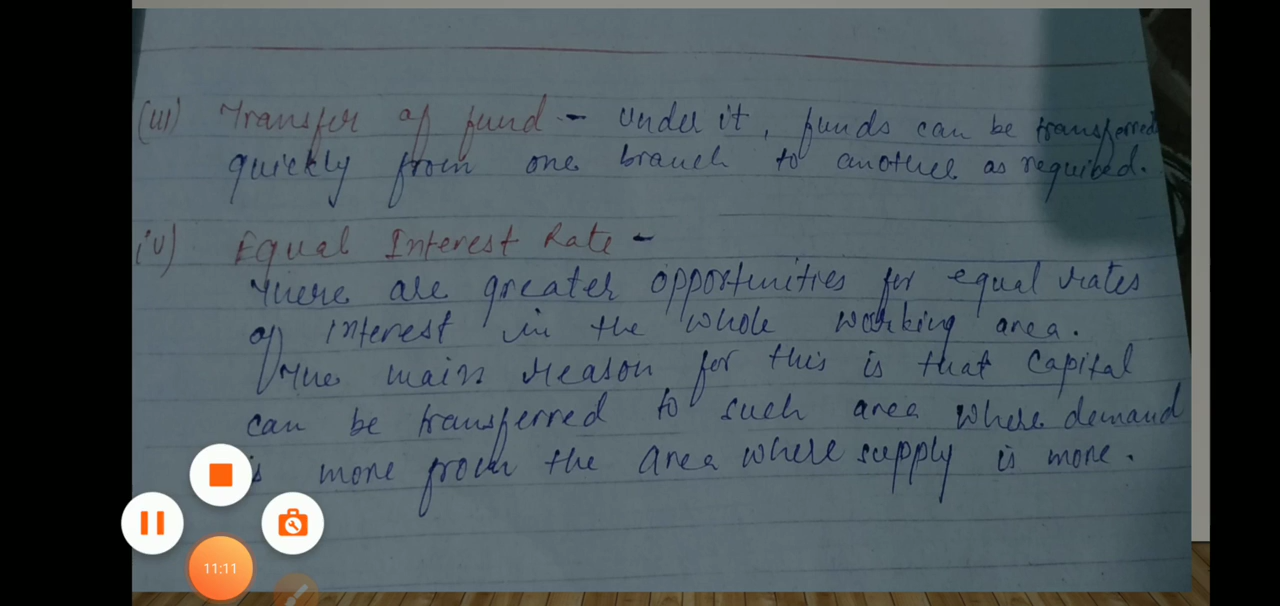 (iii) Transfer of fund - Under it, funds can be transferred
quickly from one branch to another as required.
iv) Equal Interest Rate -
There are greater opportunities for equal rates
of interest in the whole working area.
The main reason for this is that capital
can be transferred to such area where demand
is more from the area where supply is more.
11:11